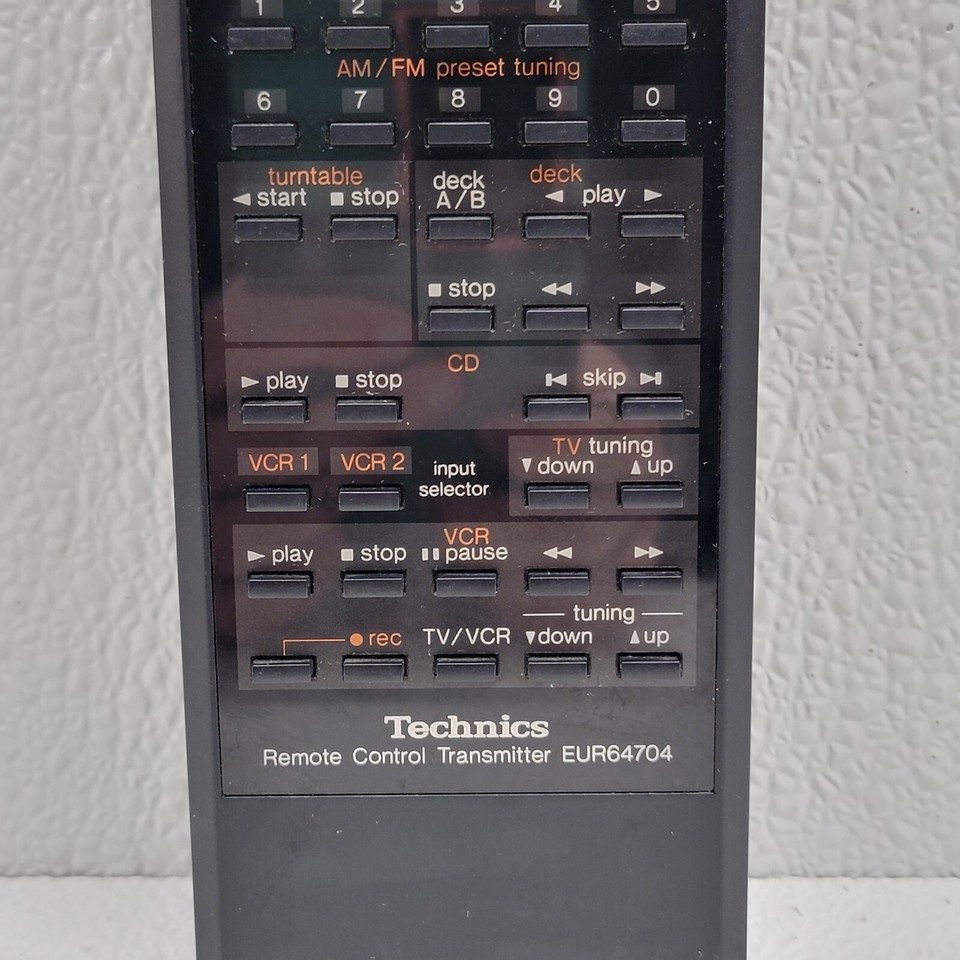 1 2 3 4 5
AM/FM preset tuning
6 7 8 9 0
turntable deck
◄ start ■ stop deck A/B ◄ play ►
■ stop ◄◄ ►►
CD
► play ■ stop I◄ skip ►I
TV tuning
VCR 1 VCR 2 input selector ▼down ▲up
VCR
► play ■ stop ▮▮ pause ◄◄ ►►
tuning
● rec TV/VCR ▼down ▲up
Technics
Remote Control Transmitter EUR64704